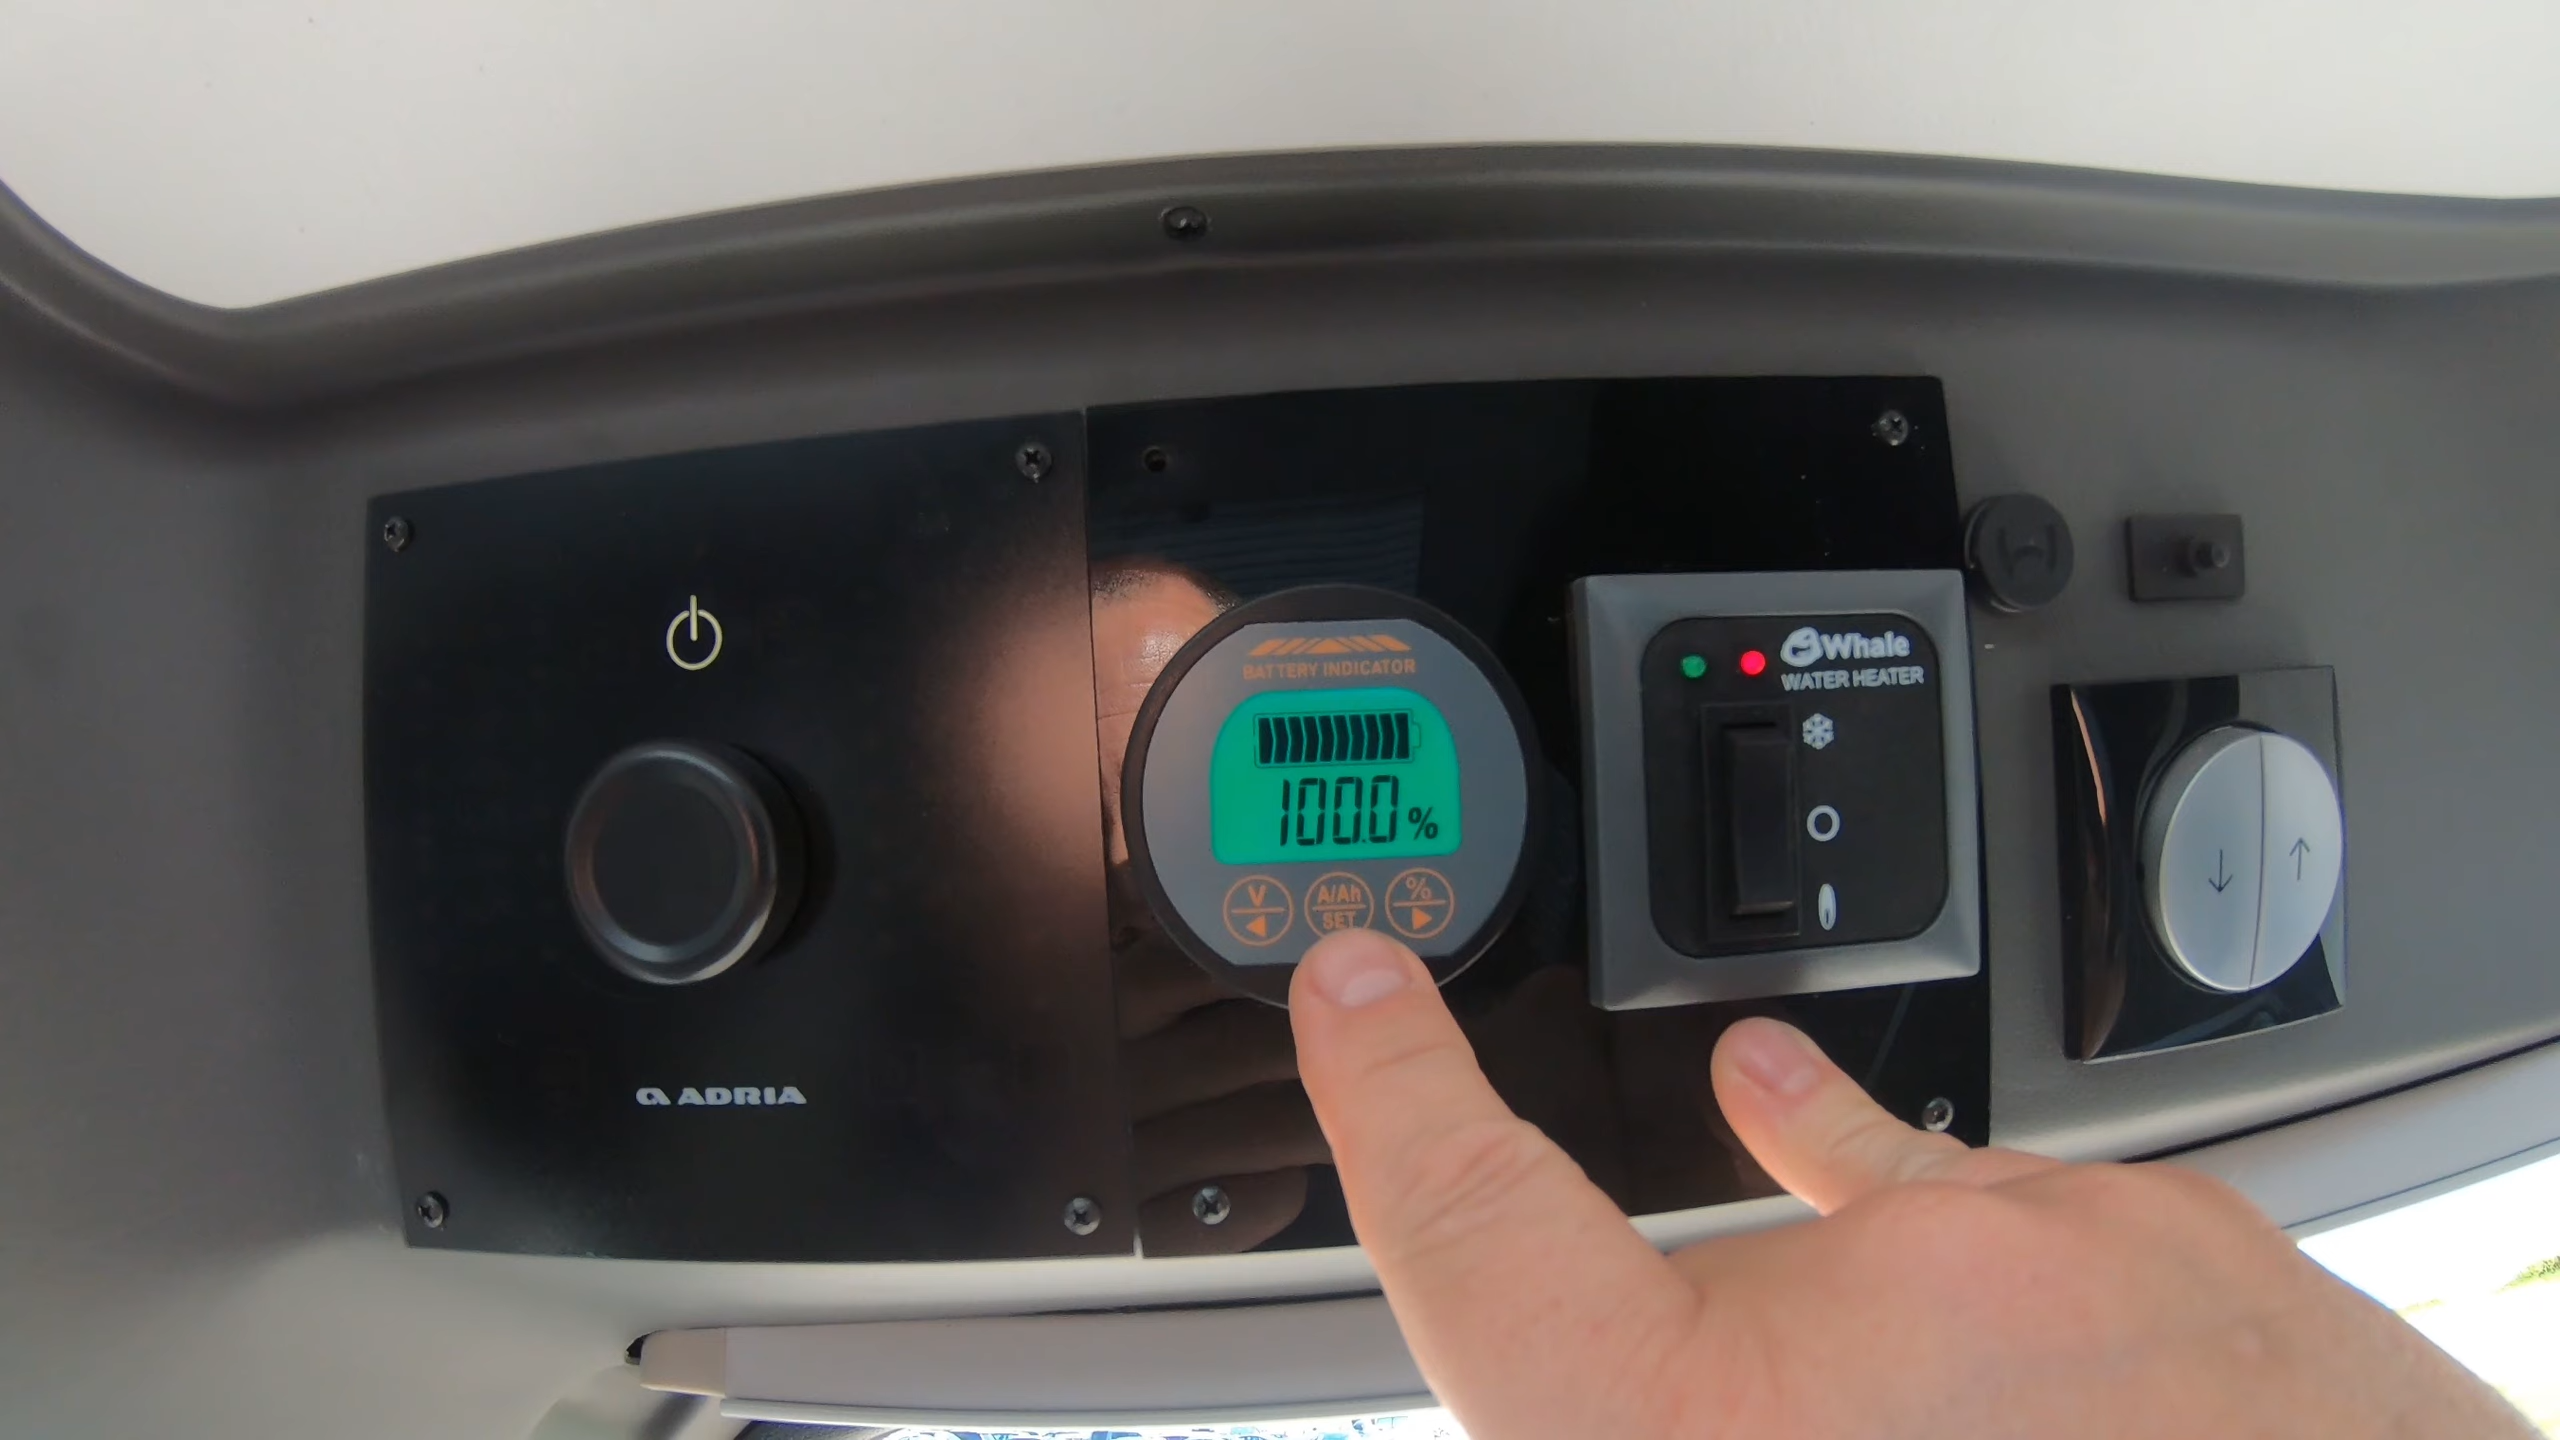 ADRIA
BATTERY INDICATOR
100.0 %
V
A/Ah
SET
%
Whale
WATER HEATER